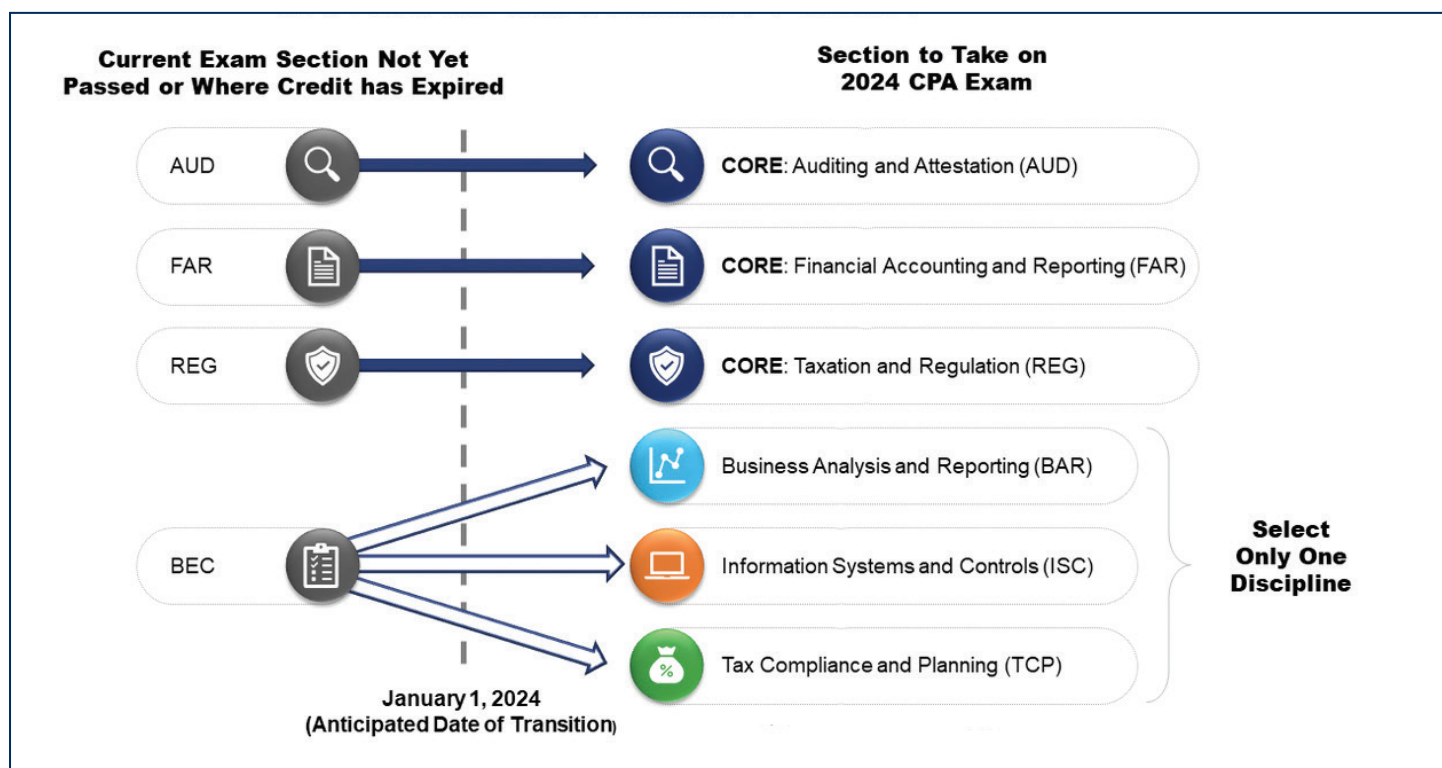 Current Exam Section Not Yet
Passed or Where Credit has Expired
Section to Take on
2024 CPA Exam
AUD
CORE: Auditing and Attestation (AUD)
FAR
CORE: Financial Accounting and Reporting (FAR)
REG
CORE: Taxation and Regulation (REG)
BEC
Business Analysis and Reporting (BAR)
Information Systems and Controls (ISC)
%
Tax Compliance and Planning (TCP)
Select
Only One
Discipline
January 1, 2024
(Anticipated Date of Transition)